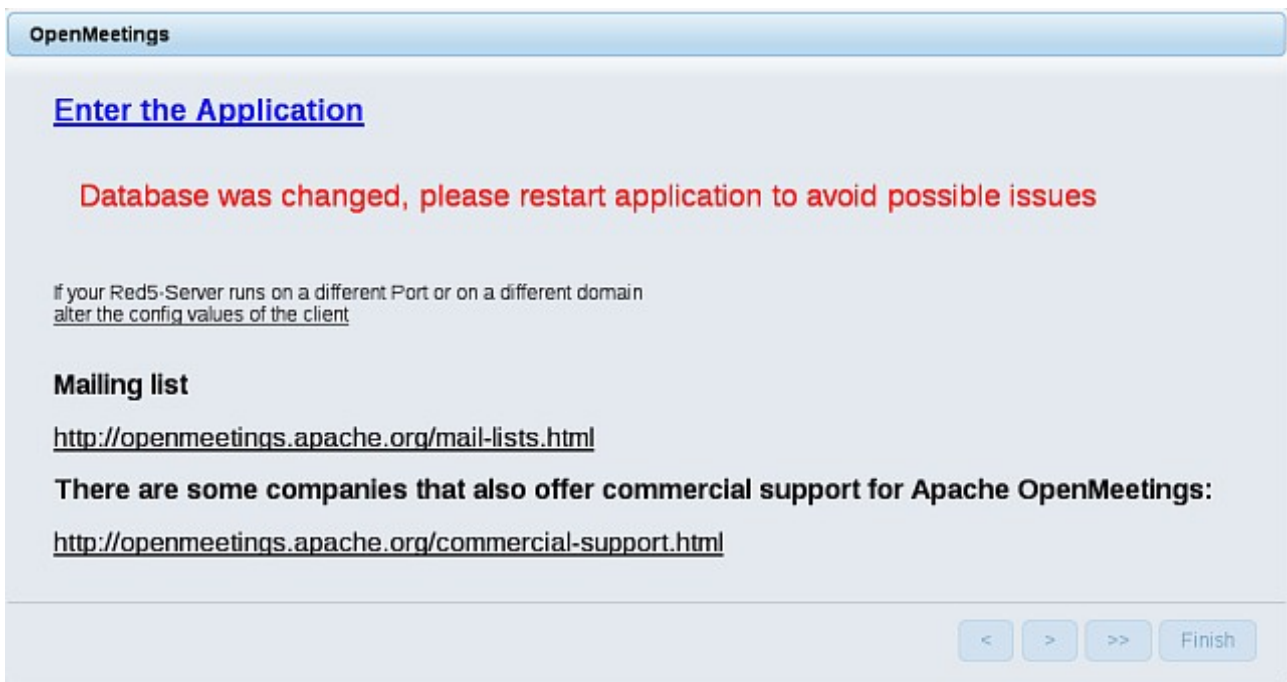 OpenMeetings
Enter the Application
Database was changed, please restart application to avoid possible issues
If your Red5-Server runs on a different Port or on a different domain
alter the config values of the client
Mailing list
http://openmeetings.apache.org/mail-lists.html
There are some companies that also offer commercial support for Apache OpenMeetings:
http://openmeetings.apache.org/commercial-support.html
< > >> Finish